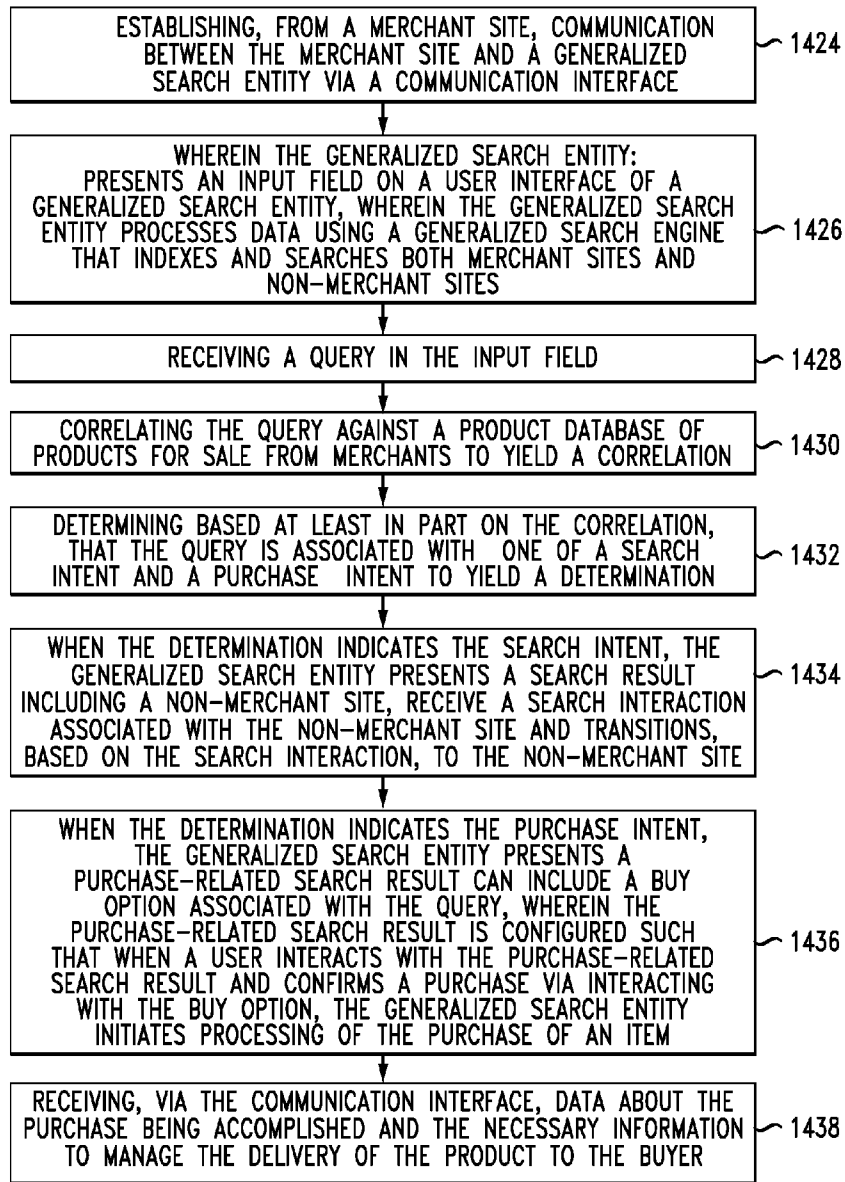 ESTABLISHING, FROM A MERCHANT SITE, COMMUNICATION
BETWEEN THE MERCHANT SITE AND A GENERALIZED
SEARCH ENTITY VIA A COMMUNICATION INTERFACE
1424
WHEREIN THE GENERALIZED SEARCH ENTITY:
PRESENTS AN INPUT FIELD ON A USER INTERFACE OF A
GENERALIZED SEARCH ENTITY, WHEREIN THE GENERALIZED SEARCH
ENTITY PROCESSES DATA USING A GENERALIZED SEARCH ENGINE
THAT INDEXES AND SEARCHES BOTH MERCHANT SITES AND
NON-MERCHANT SITES
1426
RECEIVING A QUERY IN THE INPUT FIELD
1428
CORRELATING THE QUERY AGAINST A PRODUCT DATABASE OF
PRODUCTS FOR SALE FROM MERCHANTS TO YIELD A CORRELATION
1430
DETERMINING BASED AT LEAST IN PART ON THE CORRELATION,
THAT THE QUERY IS ASSOCIATED WITH ONE OF A SEARCH
INTENT AND A PURCHASE INTENT TO YIELD A DETERMINATION
1432
WHEN THE DETERMINATION INDICATES THE SEARCH INTENT, THE
GENERALIZED SEARCH ENTITY PRESENTS A SEARCH RESULT
INCLUDING A NON-MERCHANT SITE, RECEIVE A SEARCH INTERACTION
ASSOCIATED WITH THE NON-MERCHANT SITE AND TRANSITIONS,
BASED ON THE SEARCH INTERACTION, TO THE NON-MERCHANT SITE
1434
WHEN THE DETERMINATION INDICATES THE PURCHASE INTENT,
THE GENERALIZED SEARCH ENTITY PRESENTS A
PURCHASE-RELATED SEARCH RESULT CAN INCLUDE A BUY
OPTION ASSOCIATED WITH THE QUERY, WHEREIN THE
PURCHASE-RELATED SEARCH RESULT IS CONFIGURED SUCH
THAT WHEN A USER INTERACTS WITH THE PURCHASE-RELATED
SEARCH RESULT AND CONFIRMS A PURCHASE VIA INTERACTING
WITH THE BUY OPTION, THE GENERALIZED SEARCH ENTITY
INITIATES PROCESSING OF THE PURCHASE OF AN ITEM
1436
RECEIVING, VIA THE COMMUNICATION INTERFACE, DATA ABOUT THE
PURCHASE BEING ACCOMPLISHED AND THE NECESSARY INFORMATION
TO MANAGE THE DELIVERY OF THE PRODUCT TO THE BUYER
1438